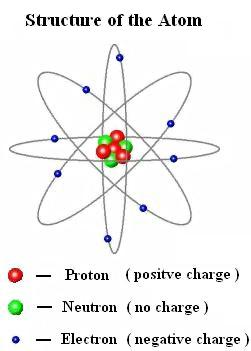 Structure of the Atom
— Proton ( positve charge )
— Neutron ( no charge )
— Electron ( negative charge )